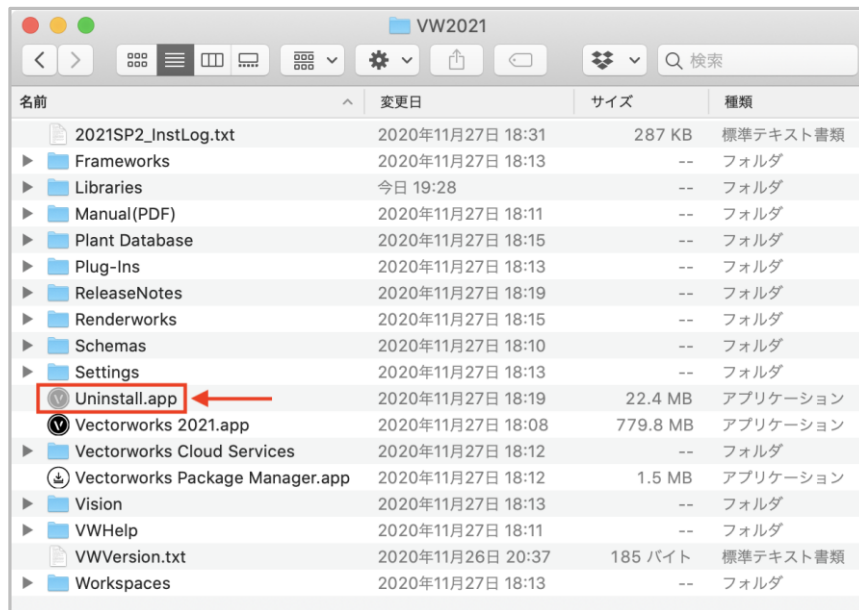 VW2021
検索
名前 変更日 サイズ 種類
2021SP2_InstLog.txt 2020年11月27日 18:31 287 KB 標準テキスト書類
Frameworks 2020年11月27日 18:13 -- フォルダ
Libraries 今日 19:28 -- フォルダ
Manual(PDF) 2020年11月27日 18:11 -- フォルダ
Plant Database 2020年11月27日 18:15 -- フォルダ
Plug-Ins 2020年11月27日 18:13 -- フォルダ
ReleaseNotes 2020年11月27日 18:19 -- フォルダ
Renderworks 2020年11月27日 18:15 -- フォルダ
Schemas 2020年11月27日 18:10 -- フォルダ
Settings 2020年11月27日 18:13 -- フォルダ
Uninstall.app 2020年11月27日 18:19 22.4 MB アプリケーション
Vectorworks 2021.app 2020年11月27日 18:08 779.8 MB アプリケーション
Vectorworks Cloud Services 2020年11月27日 18:12 -- フォルダ
Vectorworks Package Manager.app 2020年11月27日 18:12 1.5 MB アプリケーション
Vision 2020年11月27日 18:13 -- フォルダ
VWHelp 2020年11月27日 18:11 -- フォルダ
VWVersion.txt 2020年11月26日 20:37 185 バイト 標準テキスト書類
Workspaces 2020年11月27日 18:13 -- フォルダ